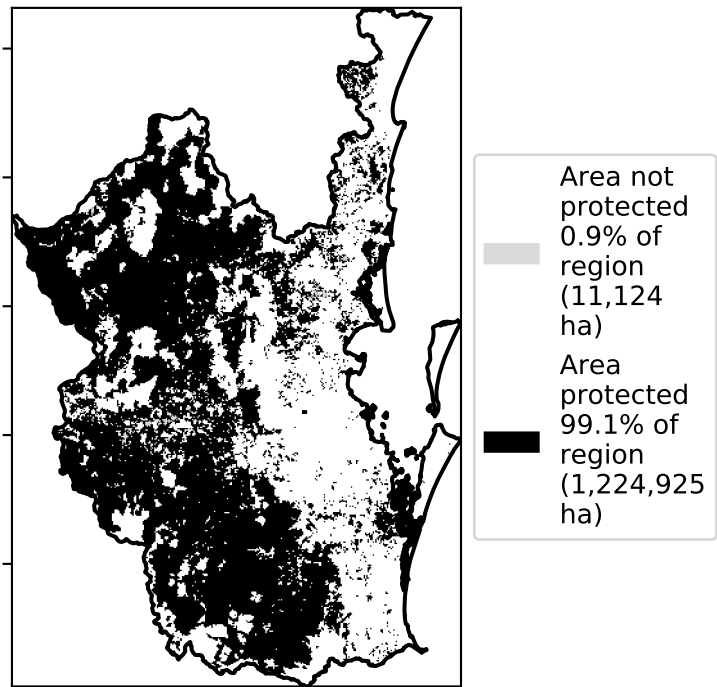 Area not
protected
0.9% of
region
(11,124
ha)
Area
protected
99.1% of
region
(1,224,925
ha)